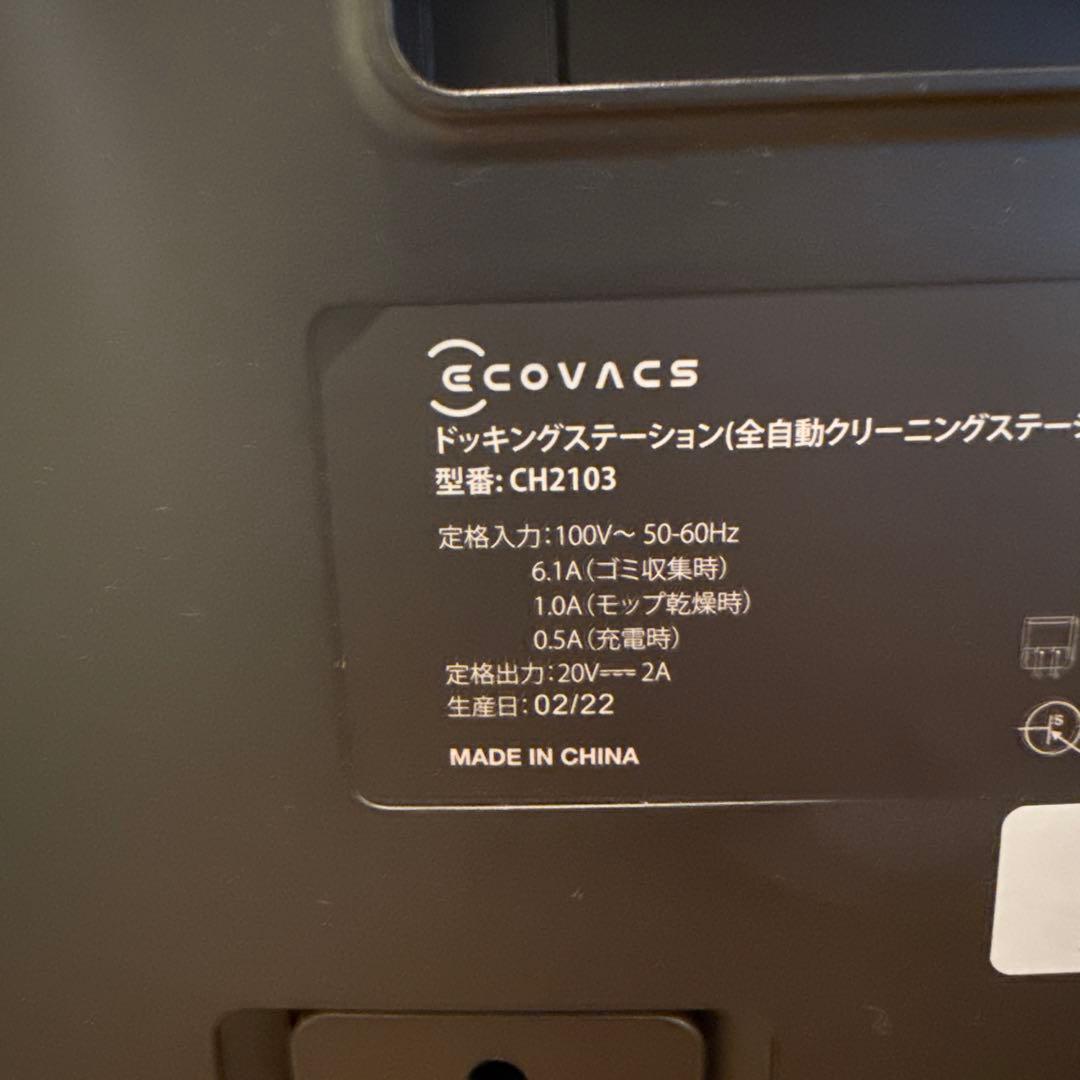 ECOVACS
ドッキングステーション(全自動クリーニングステー
型番: CH2103
定格入力:100V～ 50-60Hz
6.1A(ゴミ収集時)
1.0A(モップ乾燥時)
0.5A(充電時)
定格出力:20V⎓ 2A
生産日: 02/22
MADE IN CHINA